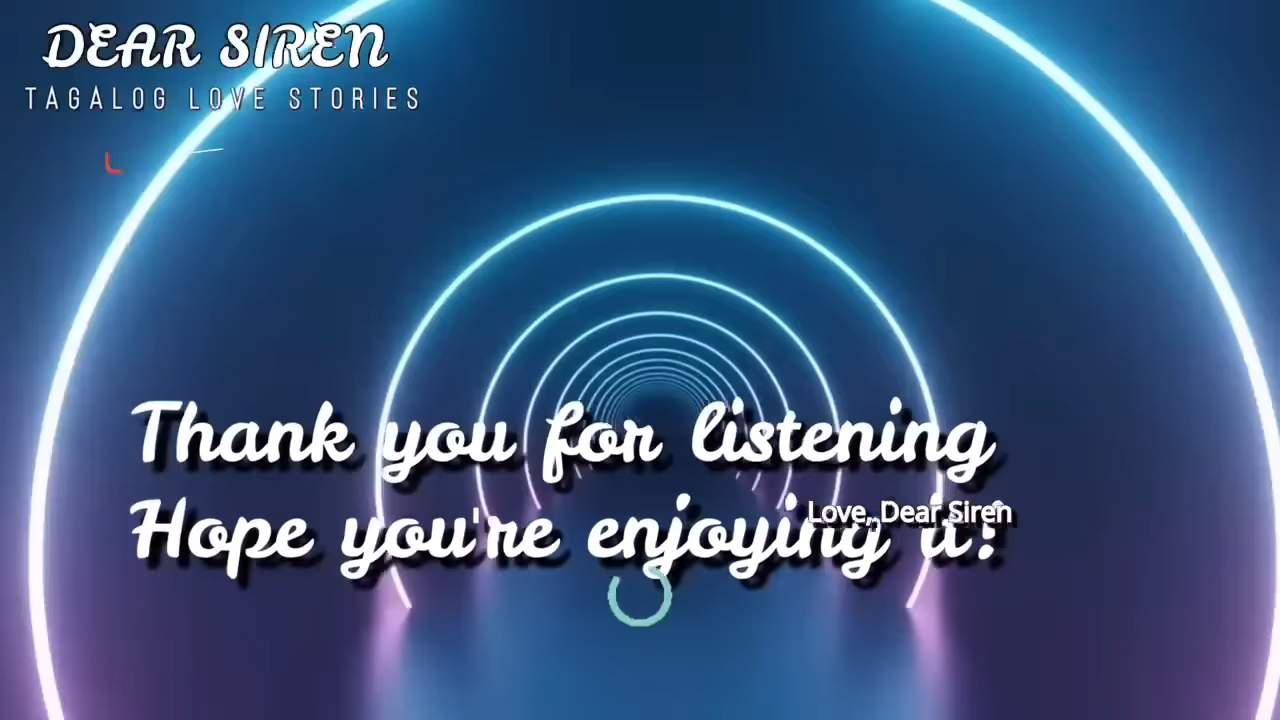 DEAR SIREN
TAGALOG LOVE STORIES
Thank you for listening
Hope you're enjoying it!
Love, Dear Siren